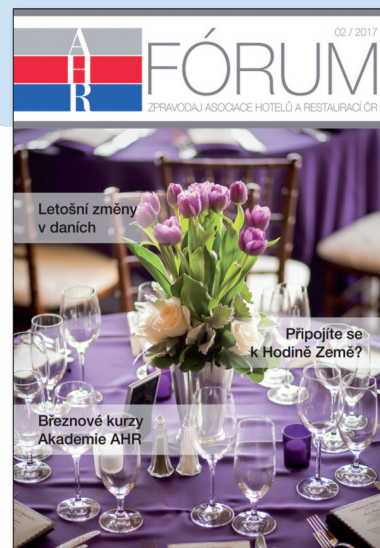 02 / 2017
AHR
FÓRUM
ZPRAVODAJ ASOCIACE HOTELŮ A RESTAURACÍ ČR
Letošní změny
v daních
Připojíte se
k Hodině Země?
Březnové kurzy
Akademie AHR